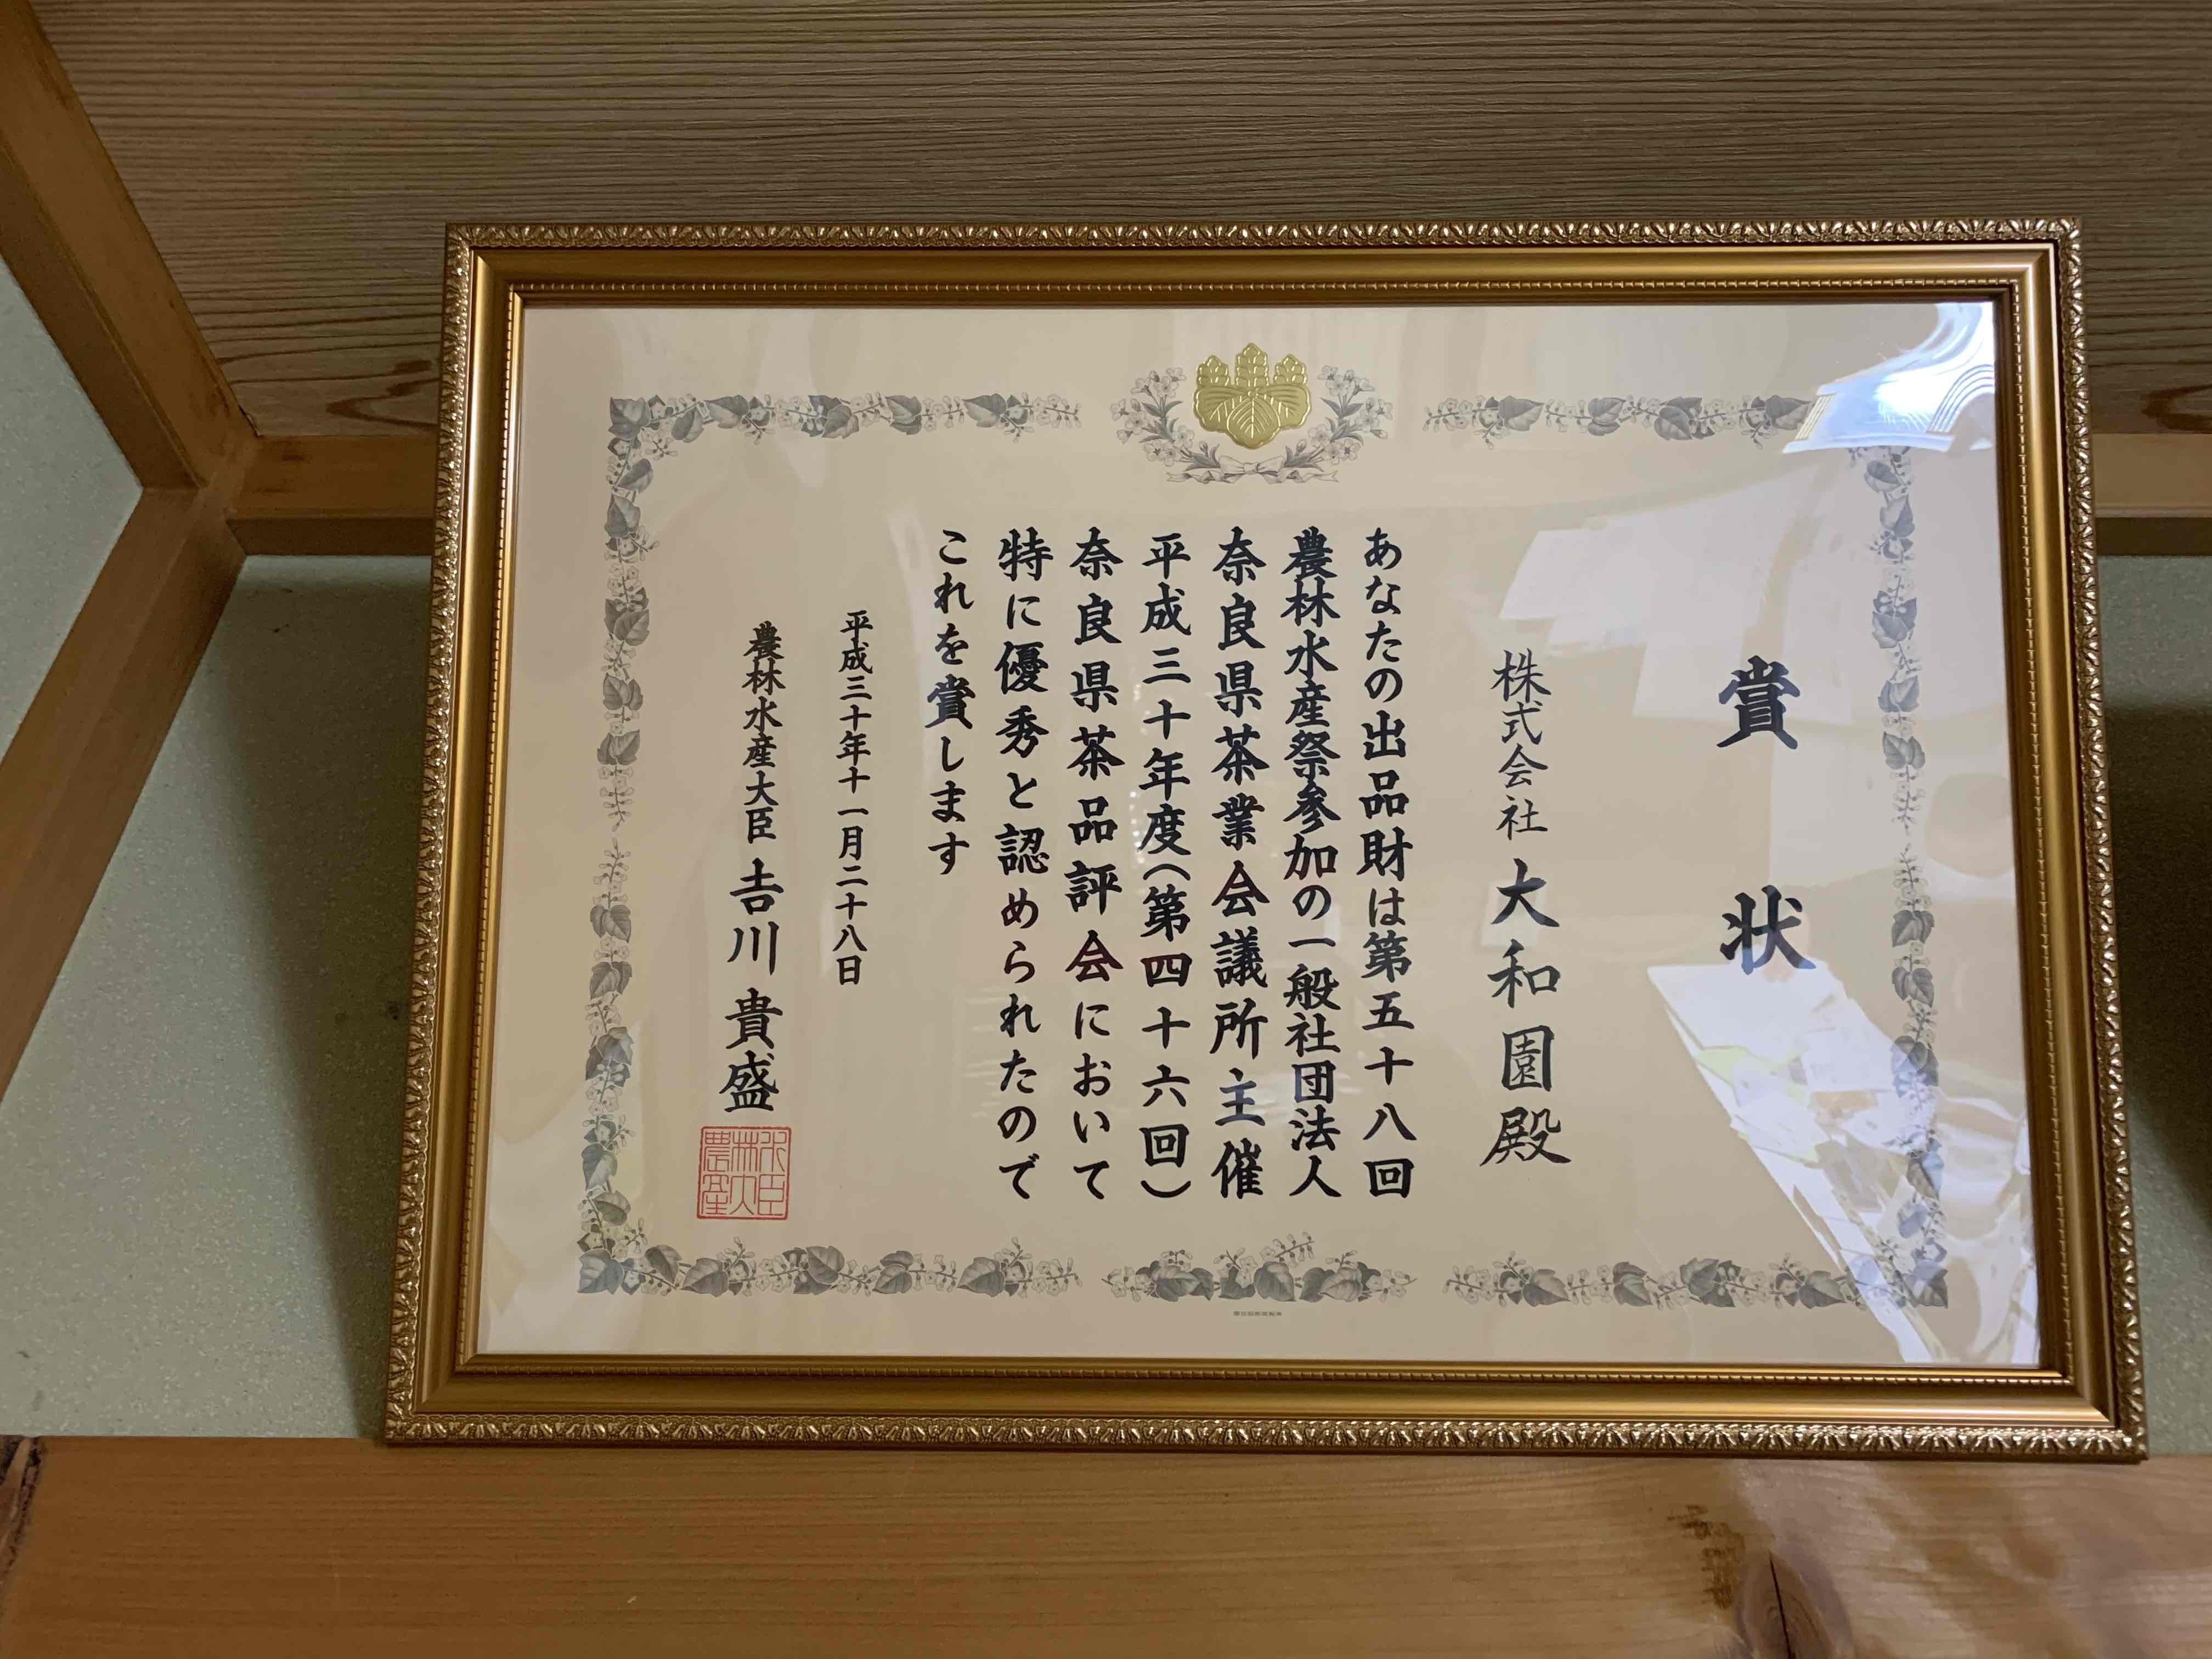 賞状
株式会社 大和園殿
あなたの出品財は第五十八回
農林水産祭参加の一般社団法人
奈良県茶業会議所主催
平成三十年度(第四十六回)
奈良県茶品評会において
特に優秀と認められたので
これを賞します
平成三十年十一月二十八日
農林水産大臣 𠮷川貴盛